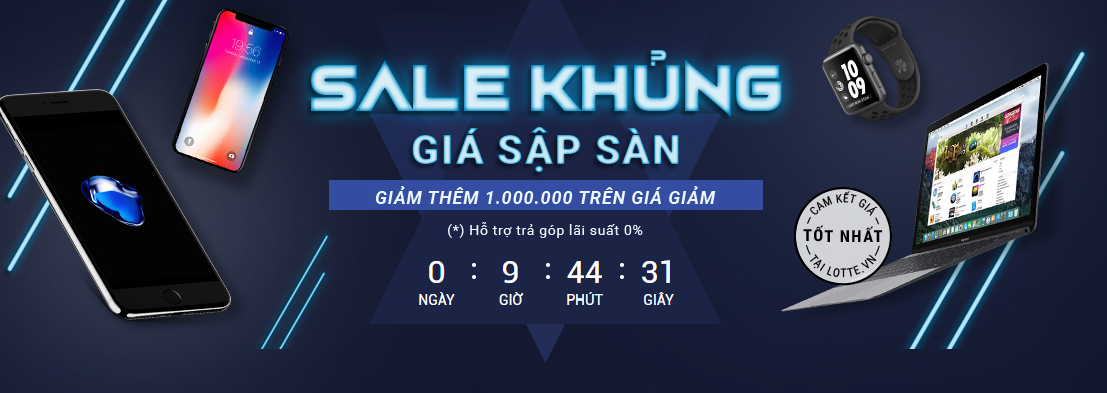 SALE KHỦNG
GIÁ SẬP SÀN
GIẢM THÊM 1.000.000 TRÊN GIÁ GIẢM
(*) Hỗ trợ trả góp lãi suất 0%
0 : 9 : 44 : 31
NGÀY GIỜ PHÚT GIÂY
19:56
10
09
CAM KẾT GIÁ
TỐT NHẤT
TẠI LOTTE.VN